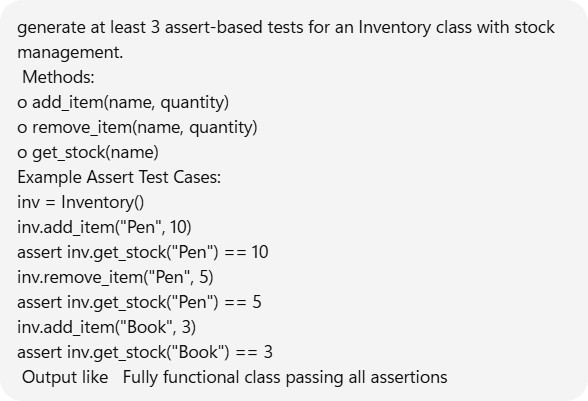 generate at least 3 assert-based tests for an Inventory class with stock
management.
Methods:
o add_item(name, quantity)
o remove_item(name, quantity)
o get_stock(name)
Example Assert Test Cases:
inv = Inventory()
inv.add_item("Pen", 10)
assert inv.get_stock("Pen") == 10
inv.remove_item("Pen", 5)
assert inv.get_stock("Pen") == 5
inv.add_item("Book", 3)
assert inv.get_stock("Book") == 3
Output like   Fully functional class passing all assertions